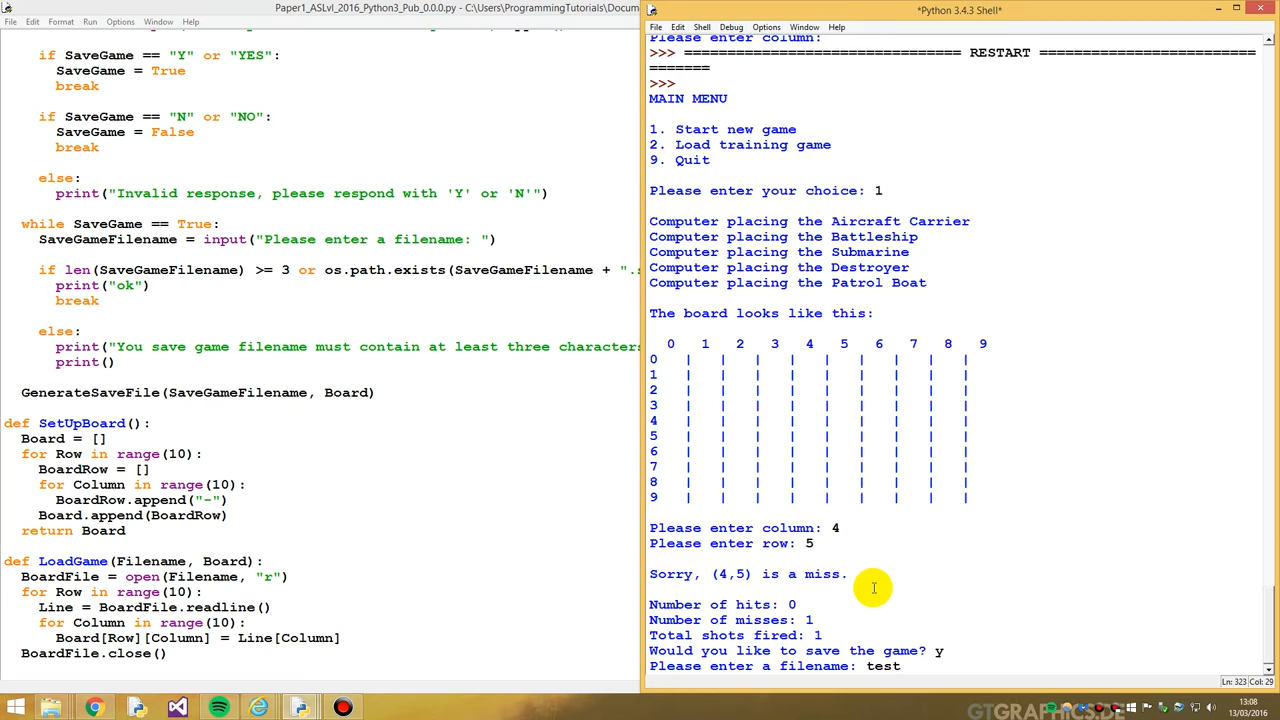 Paper1_ASLvl_2016_Python3_Pub_0.0.0.py - C:\Users\ProgrammingTutorials\Docume
File Edit Format Run Options Window Help
if SaveGame == "Y" or "YES":
SaveGame = True
break
if SaveGame == "N" or "NO":
SaveGame = False
break
else:
print("Invalid response, please respond with 'Y' or 'N'")
while SaveGame == True:
SaveGameFilename = input("Please enter a filename: ")
if len(SaveGameFilename) >= 3 or os.path.exists(SaveGameFilename + ".s
print("ok")
break
else:
print("You save game filename must contain at least three characters
print()
GenerateSaveFile(SaveGameFilename, Board)
def SetUpBoard():
Board = []
for Row in range(10):
BoardRow = []
for Column in range(10):
BoardRow.append("-")
Board.append(BoardRow)
return Board
def LoadGame(Filename, Board):
BoardFile = open(Filename, "r")
for Row in range(10):
Line = BoardFile.readline()
for Column in range(10):
Board[Row][Column] = Line[Column]
BoardFile.close()
*Python 3.4.3 Shell*
File Edit Shell Debug Options Windows Help
Please enter column:
>>> ================================ RESTART =========================
=======
>>>
MAIN MENU
1. Start new game
2. Load training game
9. Quit
Please enter your choice: 1
Computer placing the Aircraft Carrier
Computer placing the Battleship
Computer placing the Submarine
Computer placing the Destroyer
Computer placing the Patrol Boat
The board looks like this:
0 1 2 3 4 5 6 7 8 9
0 | | | | | | | | |
1 | | | | | | | | |
2 | | | | | | | | |
3 | | | | | | | | |
4 | | | | | | | | |
5 | | | | | | | | |
6 | | | | | | | | |
7 | | | | | | | | |
8 | | | | | | | | |
9 | | | | | | | | |
Please enter column: 4
Please enter row: 5
Sorry, (4,5) is a miss.
Number of hits: 0
Number of misses: 1
Total shots fired: 1
Would you like to save the game? y
Please enter a filename: test
Ln: 323 Col: 29
13:08
13/03/2016